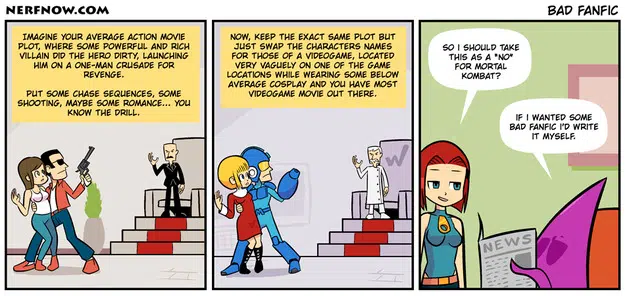 NERFNOW.COM
BAD FANFIC
IMAGINE YOUR AVERAGE ACTION MOVIE
PLOT, WHERE SOME POWERFUL AND RICH
VILLAIN DID THE HERO DIRTY, LAUNCHING
HIM ON A ONE-MAN CRUSADE FOR
REVENGE.
PUT SOME CHASE SEQUENCES, SOME
SHOOTING, MAYBE SOME ROMANCE... YOU
KNOW THE DRILL.
NOW, KEEP THE EXACT SAME PLOT BUT
JUST SWAP THE CHARACTERS NAMES
FOR THOSE OF A VIDEOGAME, LOCATED
VERY VAGUELY ON ONE OF THE GAME
LOCATIONS WHILE WEARING SOME BELOW
AVERAGE COSPLAY AND YOU HAVE MOST
VIDEOGAME MOVIE OUT THERE.
W
SO I SHOULD TAKE
THIS AS A "NO"
FOR MORTAL
KOMBAT?
IF I WANTED SOME
BAD FANFIC I'D WRITE
IT MYSELF.
NEWS